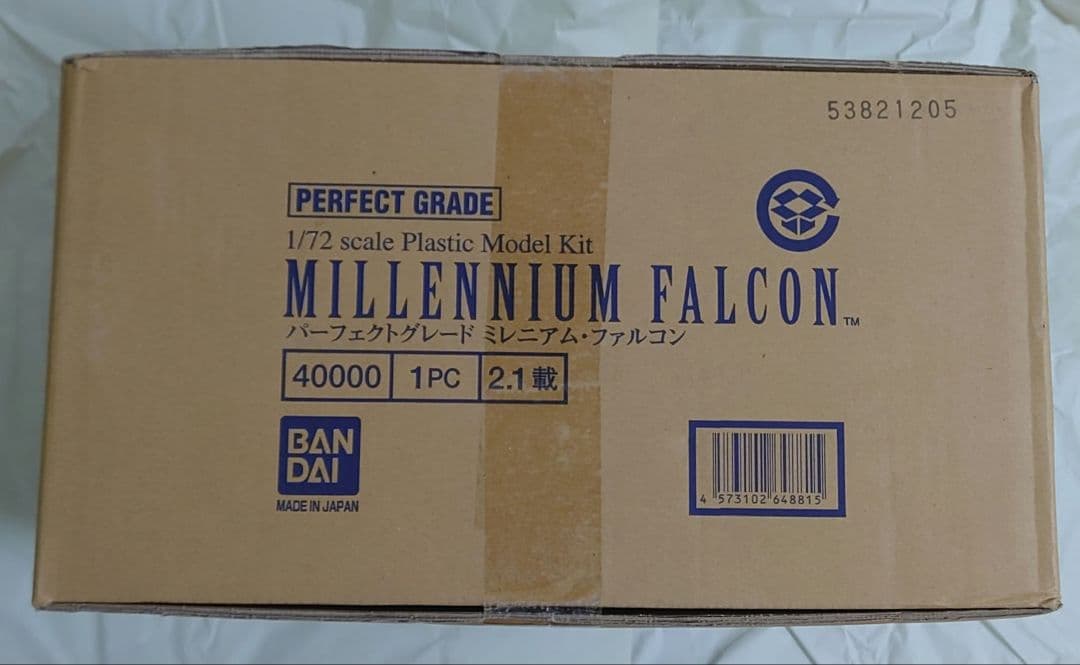 53821205
PERFECT GRADE
1/72 scale Plastic Model Kit
MILLENNIUM FALCON™
パーフェクトグレード ミレニアム・ファルコン
40000 1PC 2.1載
BAN
DAI
MADE IN JAPAN
4 573102 648815